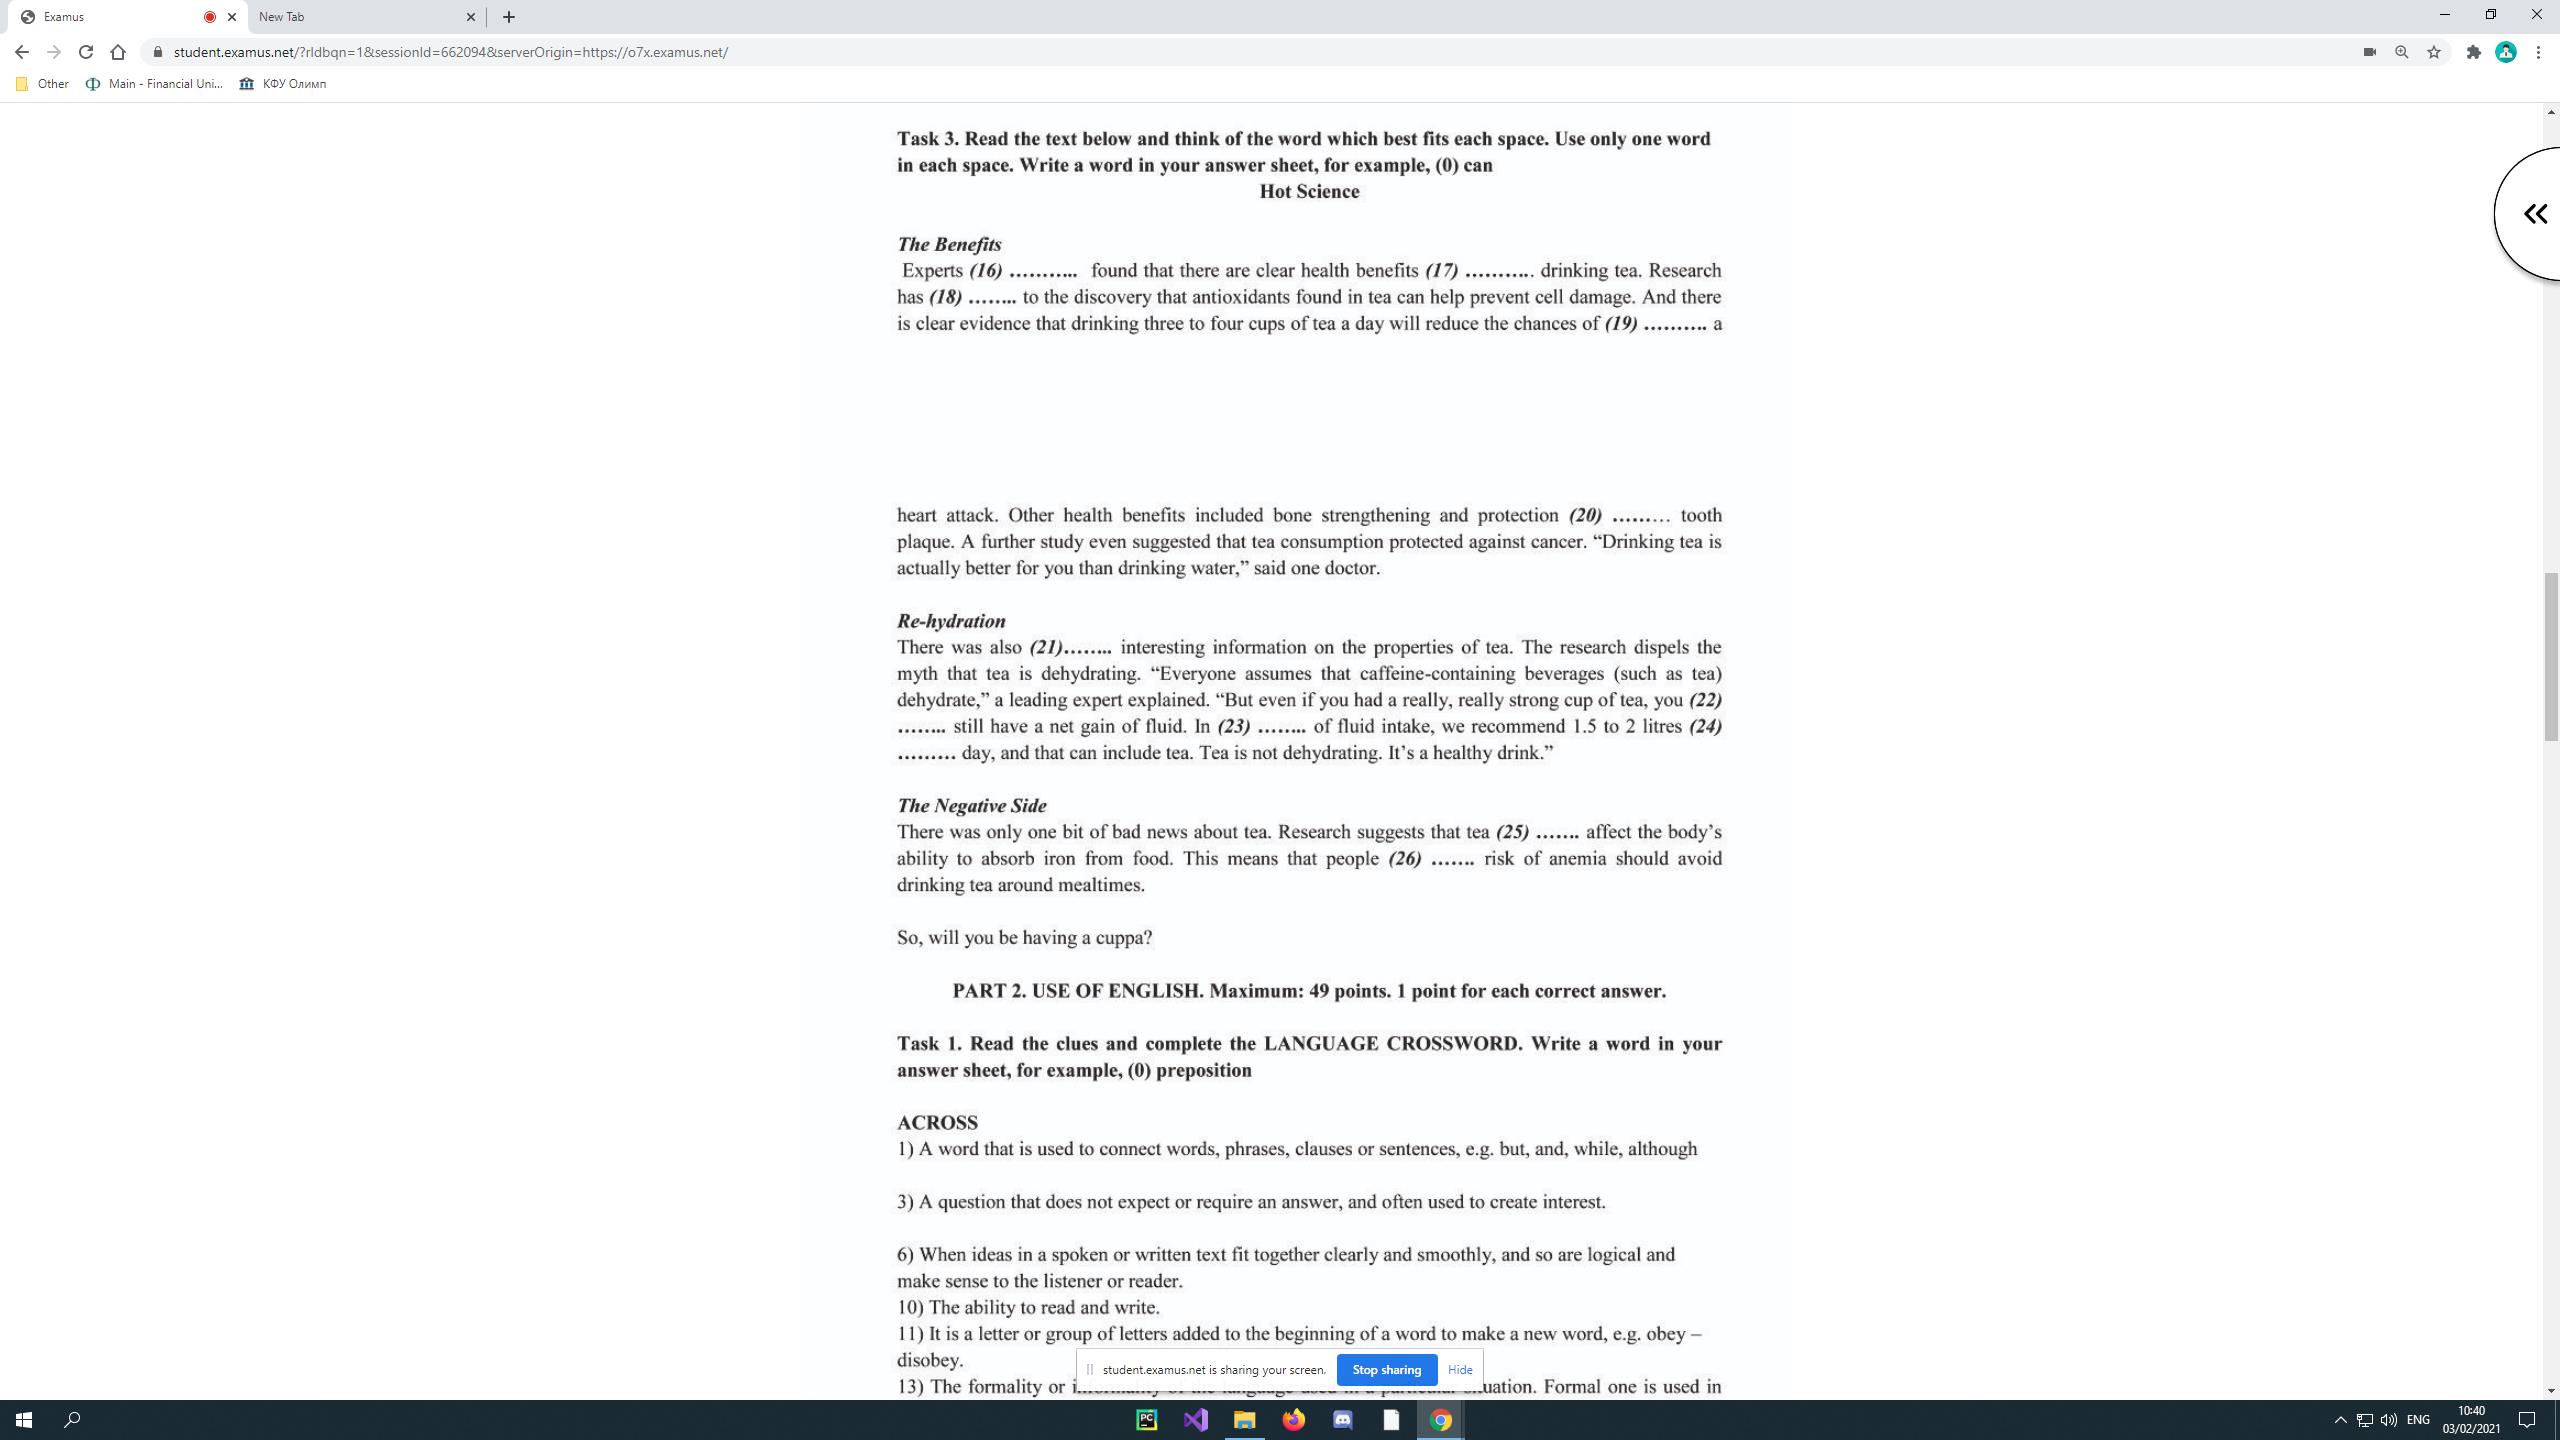 Examus
New Tab
student.examus.net/?rldbqn=1&sessionId=662094&serverOrigin=https://o7x.examus.net/
Other
Main - Financial Uni...
КФУ Олимп
Task 3. Read the text below and think of the word which best fits each space. Use only one word
in each space. Write a word in your answer sheet, for example, (0) can
Hot Science
The Benefits
Experts (16) ……….. found that there are clear health benefits (17) ……….. drinking tea. Research
has (18) …….. to the discovery that antioxidants found in tea can help prevent cell damage. And there
is clear evidence that drinking three to four cups of tea a day will reduce the chances of (19) ………. a
heart attack. Other health benefits included bone strengthening and protection (20) ……… tooth
plaque. A further study even suggested that tea consumption protected against cancer. “Drinking tea is
actually better for you than drinking water,” said one doctor.
Re-hydration
There was also (21)…….. interesting information on the properties of tea. The research dispels the
myth that tea is dehydrating. “Everyone assumes that caffeine-containing beverages (such as tea)
dehydrate,” a leading expert explained. “But even if you had a really, really strong cup of tea, you (22)
…….. still have a net gain of fluid. In (23) …….. of fluid intake, we recommend 1.5 to 2 litres (24)
……… day, and that can include tea. Tea is not dehydrating. It’s a healthy drink.”
The Negative Side
There was only one bit of bad news about tea. Research suggests that tea (25) ……. affect the body’s
ability to absorb iron from food. This means that people (26) ……. risk of anemia should avoid
drinking tea around mealtimes.
So, will you be having a cuppa?
PART 2. USE OF ENGLISH. Maximum: 49 points. 1 point for each correct answer.
Task 1. Read the clues and complete the LANGUAGE CROSSWORD. Write a word in your
answer sheet, for example, (0) preposition
ACROSS
1) A word that is used to connect words, phrases, clauses or sentences, e.g. but, and, while, although
3) A question that does not expect or require an answer, and often used to create interest.
6) When ideas in a spoken or written text fit together clearly and smoothly, and so are logical and
make sense to the listener or reader.
10) The ability to read and write.
11) It is a letter or group of letters added to the beginning of a word to make a new word, e.g. obey –
disobey.
student.examus.net is sharing your screen.
Stop sharing
Hide
13) The formality or Formal one is used in
PC
ENG
10:40
03/02/2021